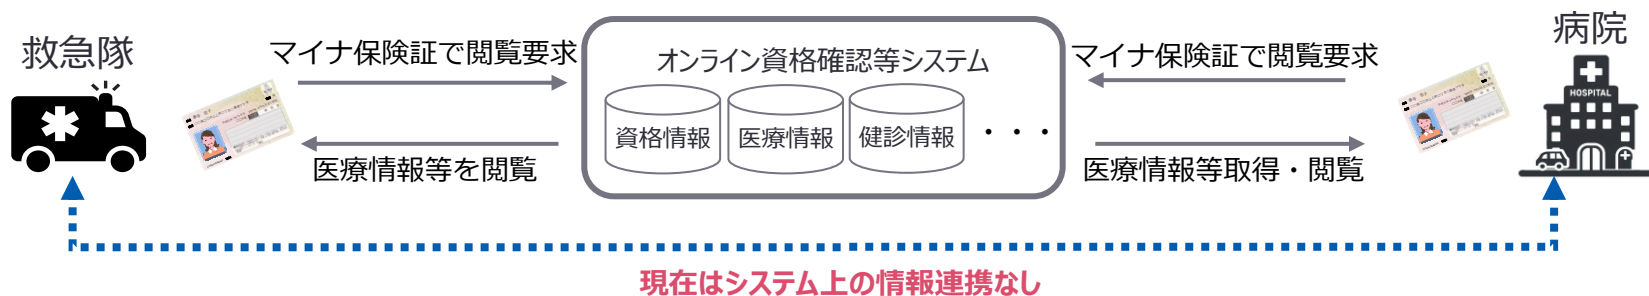 救急隊
マイナ保険証で閲覧要求
医療情報等を閲覧
オンライン資格確認等システム
資格情報
医療情報
健診情報
・・・
マイナ保険証で閲覧要求
医療情報等取得・閲覧
病院
HOSPITAL
現在はシステム上の情報連携なし